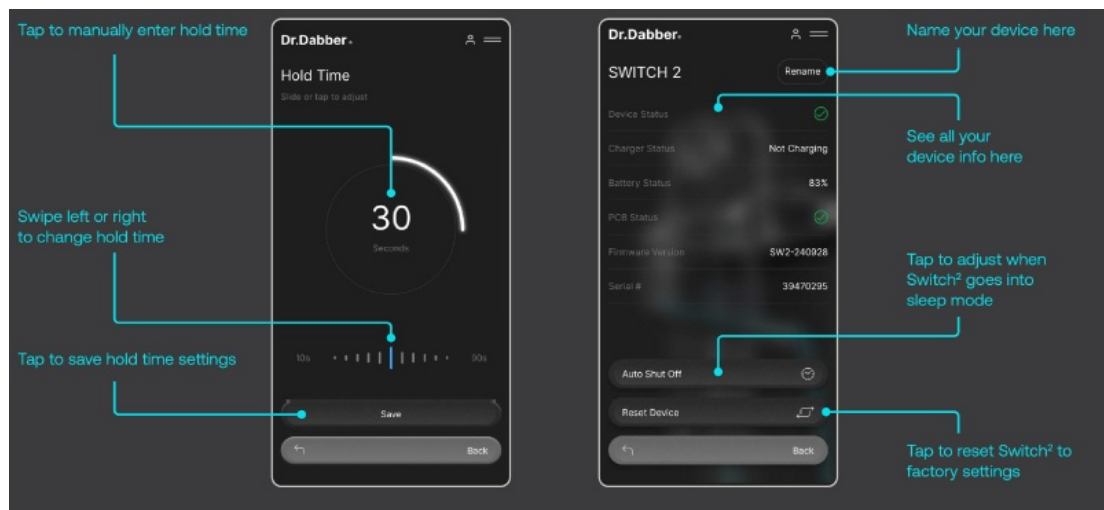 Tap to manually enter hold time
Swipe left or right
to change hold time
Tap to save hold time settings
Dr.Dabber
Hold Time
Slide or tap to adjust
30
Seconds
10s
90s
Save
Back
Dr.Dabber
SWITCH 2
Rename
Device Status
Charger Status Not Charging
Battery Status 83%
PCB Status
Firmware Version SW2-240928
Serial # 39470295
Auto Shut Off
Reset Device
Back
Name your device here
See all your
device info here
Tap to adjust when
Switch² goes into
sleep mode
Tap to reset Switch² to
factory settings